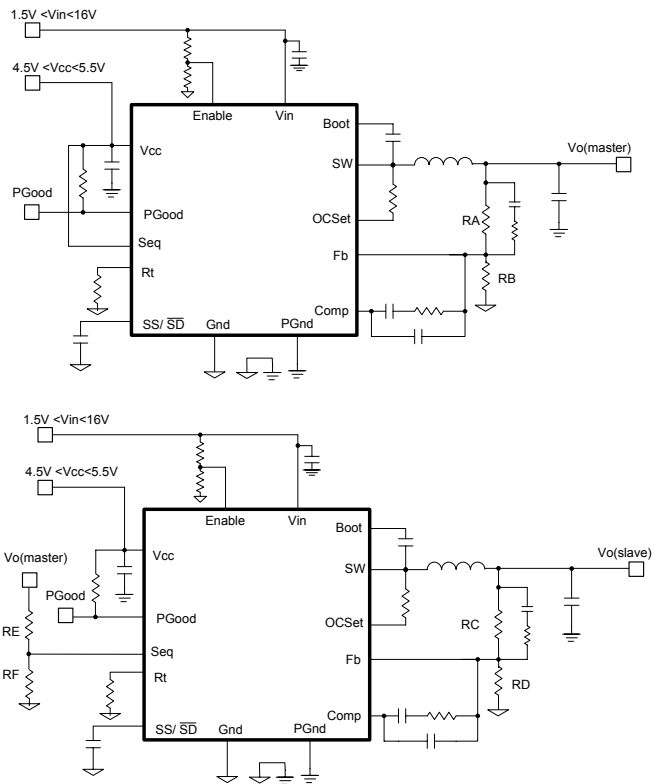 1.5V <Vin<16V
4.5V <Vcc<5.5V
Enable
Vin
Boot
Vcc
SW
Vo(master)
PGood
PGood
OCSet
RA
Seq
Fb
Rt
RB
Comp
SS/ SD
Gnd
PGnd
1.5V <Vin<16V
4.5V <Vcc<5.5V
Enable
Vin
Boot
Vo(master)
Vcc
SW
Vo(slave)
PGood
PGood
OCSet
RC
RE
Seq
Fb
RF
Rt
RD
Comp
SS/ SD
Gnd
PGnd